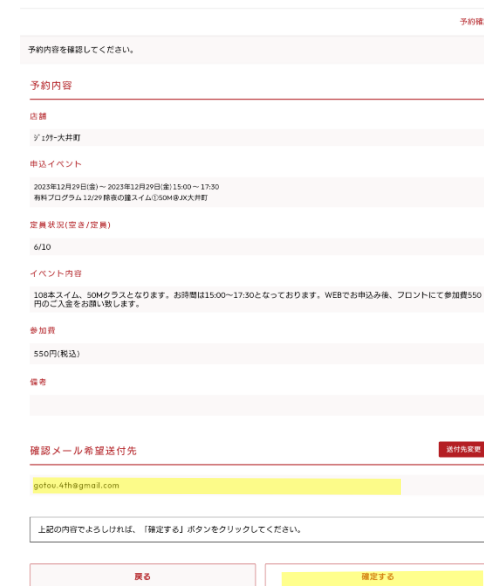 予約確
予約内容を確認してください。
予約内容
店舗
ｼﾞｪｸｻｰ大井町
申込イベント
2023年12月29日(金)～2023年12月29日(金) 15:00～17:30
有料プログラム 12/29 除夜の鐘スイム①50M@JX大井町
定員状況(空き/定員)
6/10
イベント内容
108本スイム、50Mクラスとなります。お時間は15:00〜17:30となっております。WEBでお申込み後、フロントにて参加費550
円のご入金をお願い致します。
参加費
550円(税込)
備考
確認メール希望送付先
送付先変更
gotou.4th@gmail.com
上記の内容でよろしければ、「確定する」ボタンをクリックしてください。
戻る
確定する